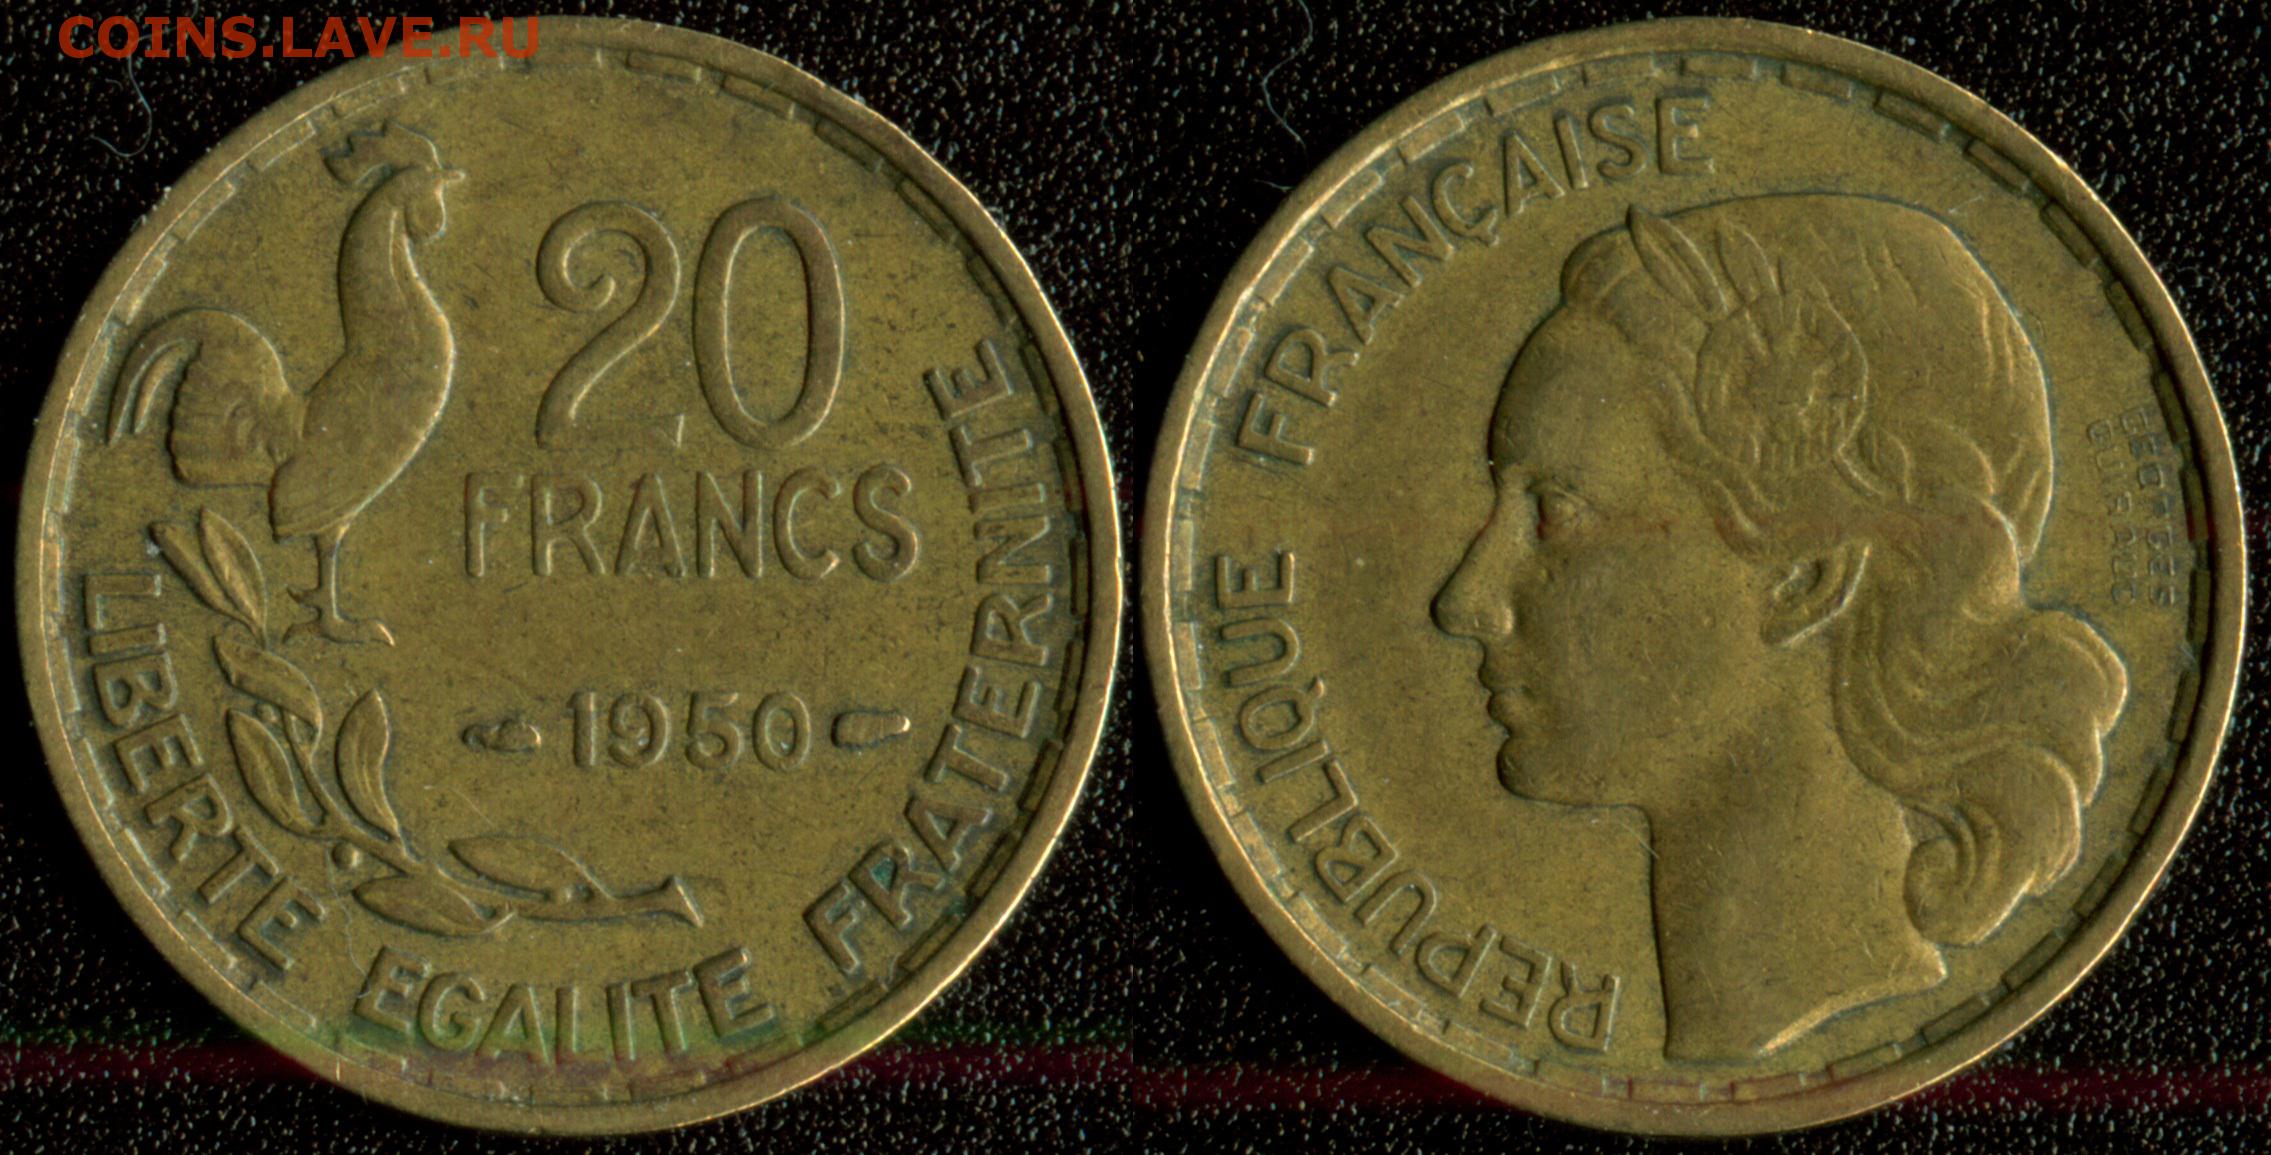 COINS.LAVE.RU
20
FRANCS
1950
LIBERTE EGALITE FRATERNITE
REPUBLIQUE FRANÇAISE
GEORGES
GUIRAUD